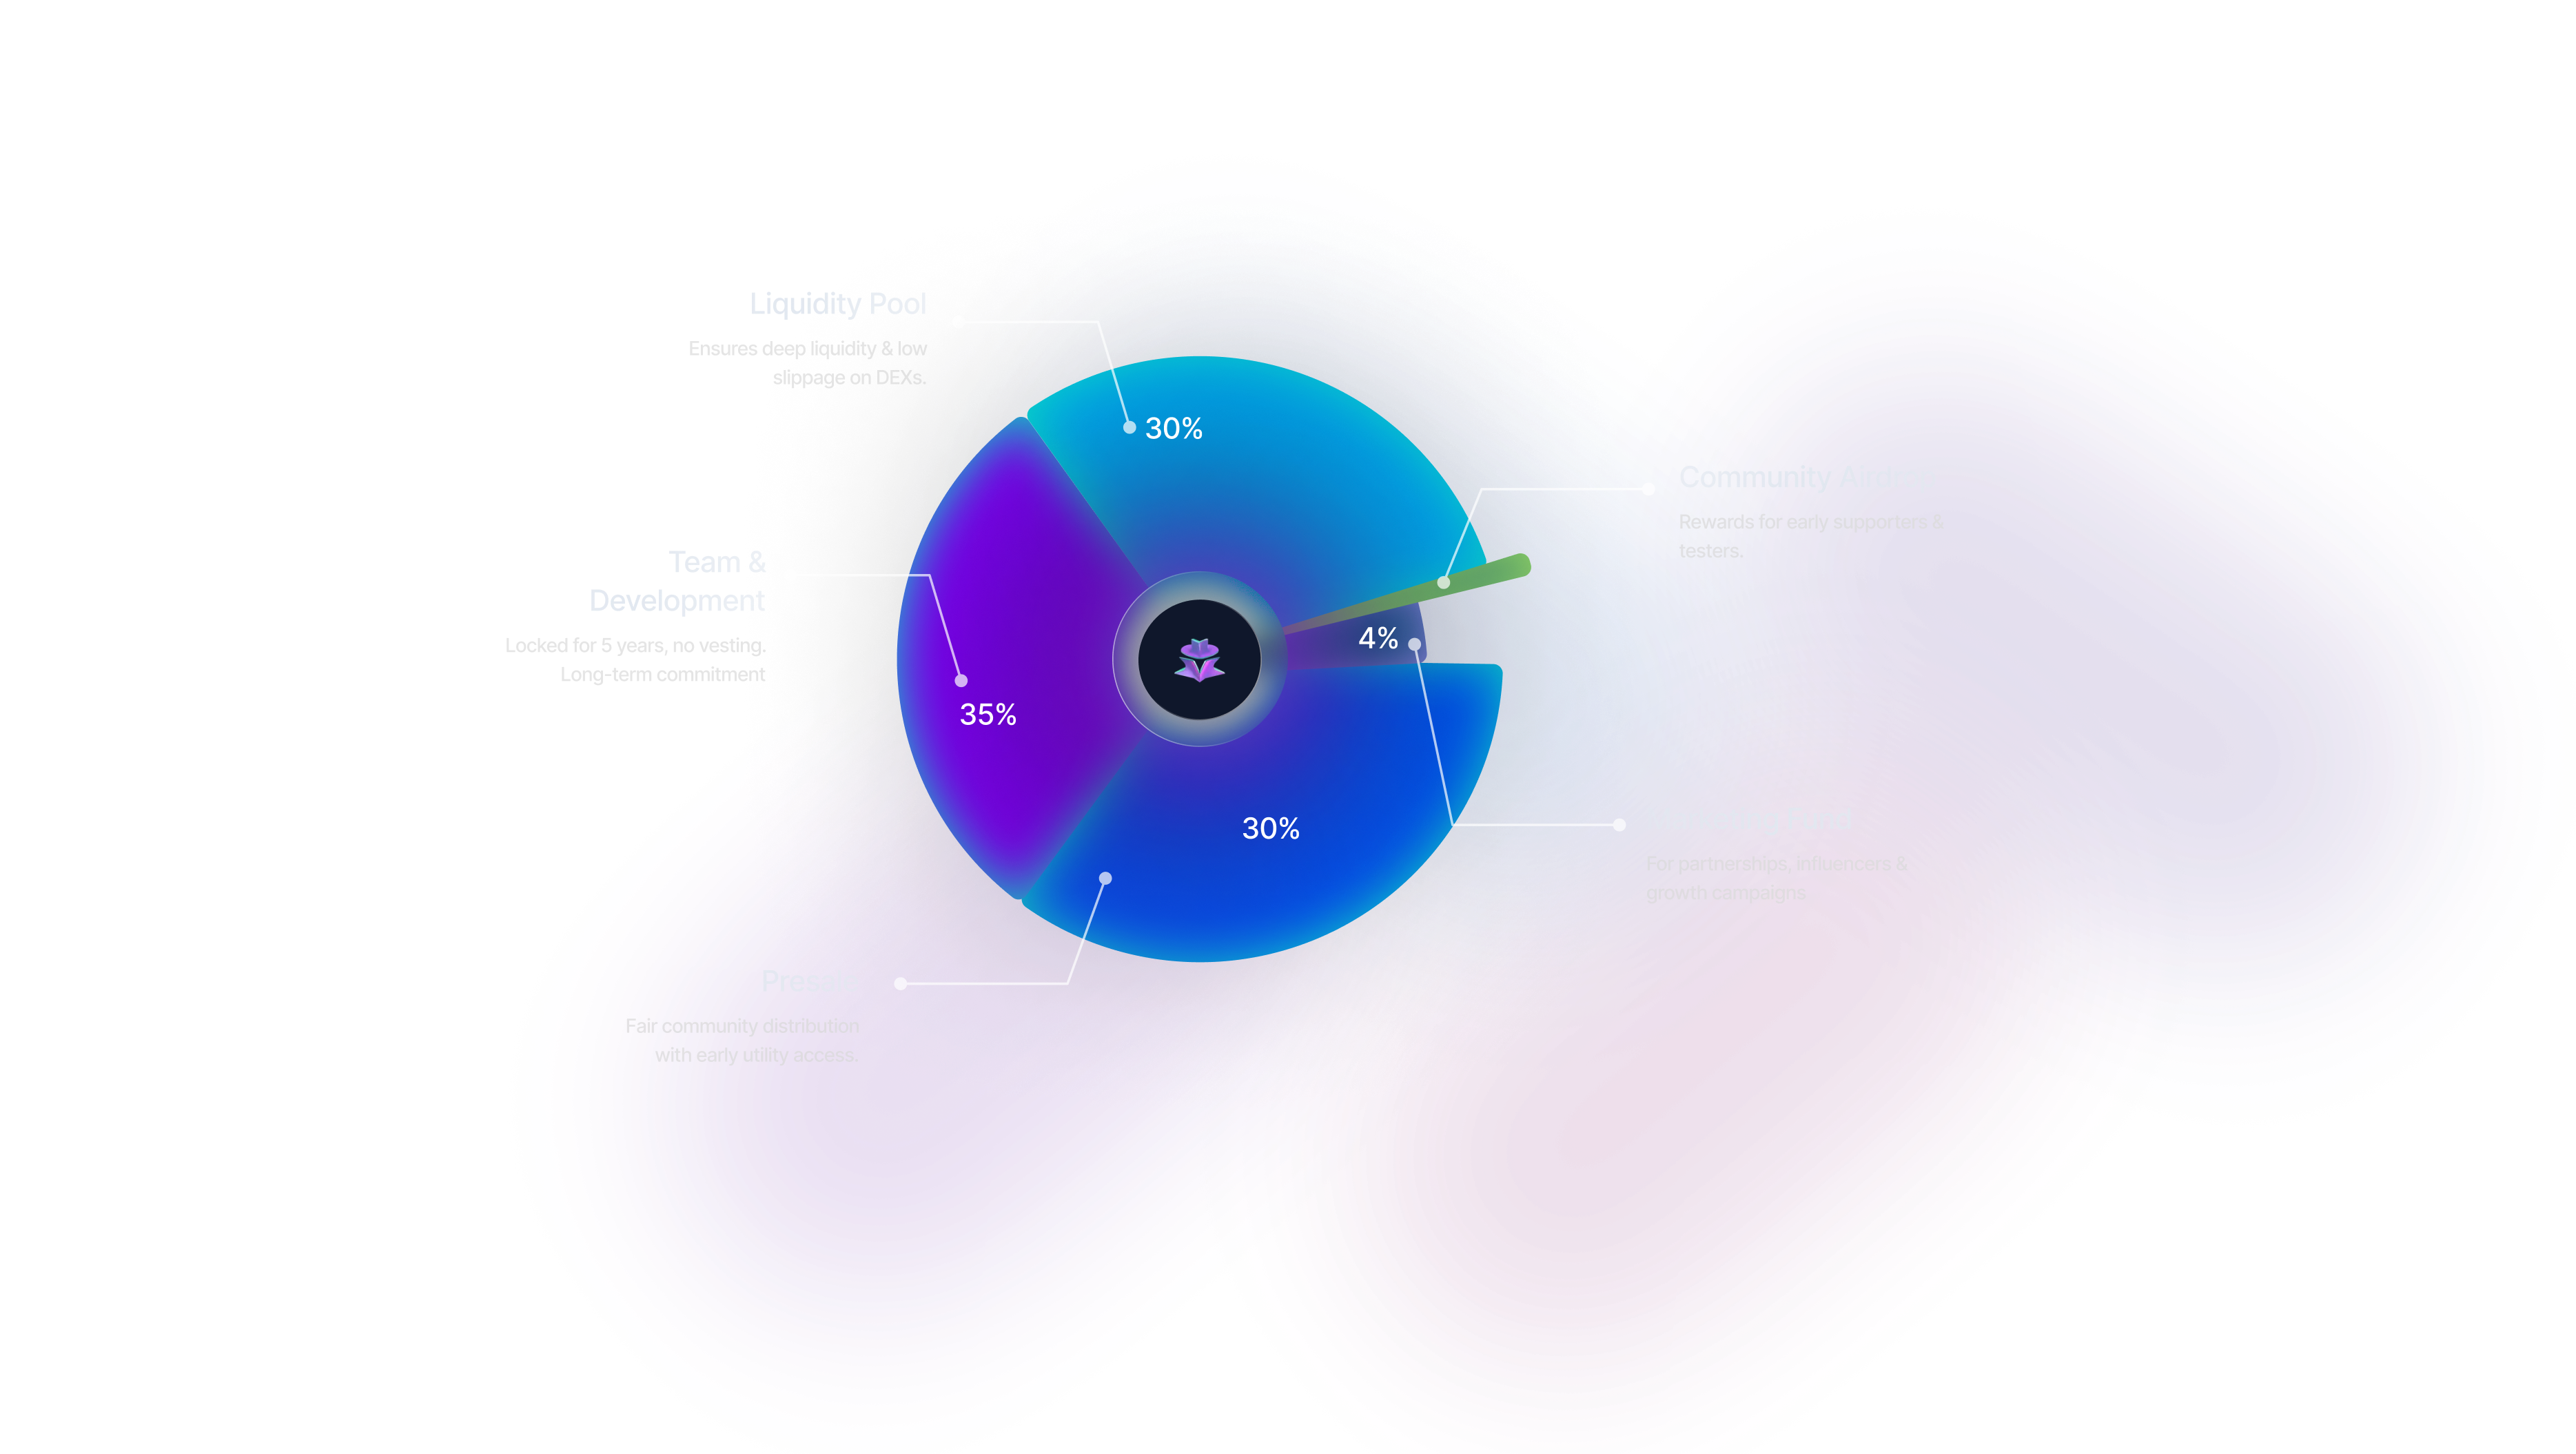 Liquidity Pool
Ensures deep liquidity & low
slippage on DEXs.
30%
Community
Rewards for early supporters &
testers.
Team &
Development
Locked for 5 years, no vesting.
Long-term commitment
35%
4%
30%
For partnerships, influencers &
growth campaigns
Fair community distribution
with early utility access.